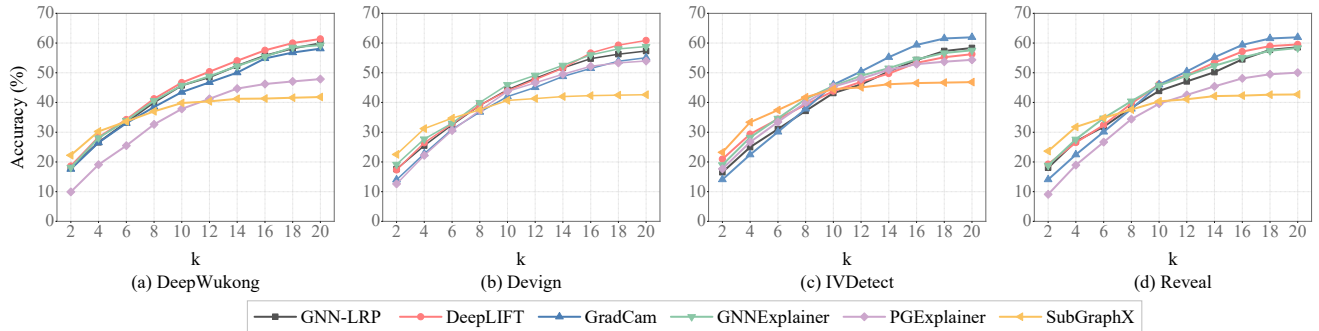 Accuracy (%)
70 60 50 40 30 20 10 0
2 4 6 8 10 12 14 16 18 20
k
(a) DeepWukong
70 60 50 40 30 20 10 0
2 4 6 8 10 12 14 16 18 20
k
(b) Devign
70 60 50 40 30 20 10 0
2 4 6 8 10 12 14 16 18 20
k
(c) IVDetect
70 60 50 40 30 20 10 0
2 4 6 8 10 12 14 16 18 20
k
(d) Reveal
GNN-LRP DeepLIFT GradCam GNNExplainer PGExplainer SubGraphX